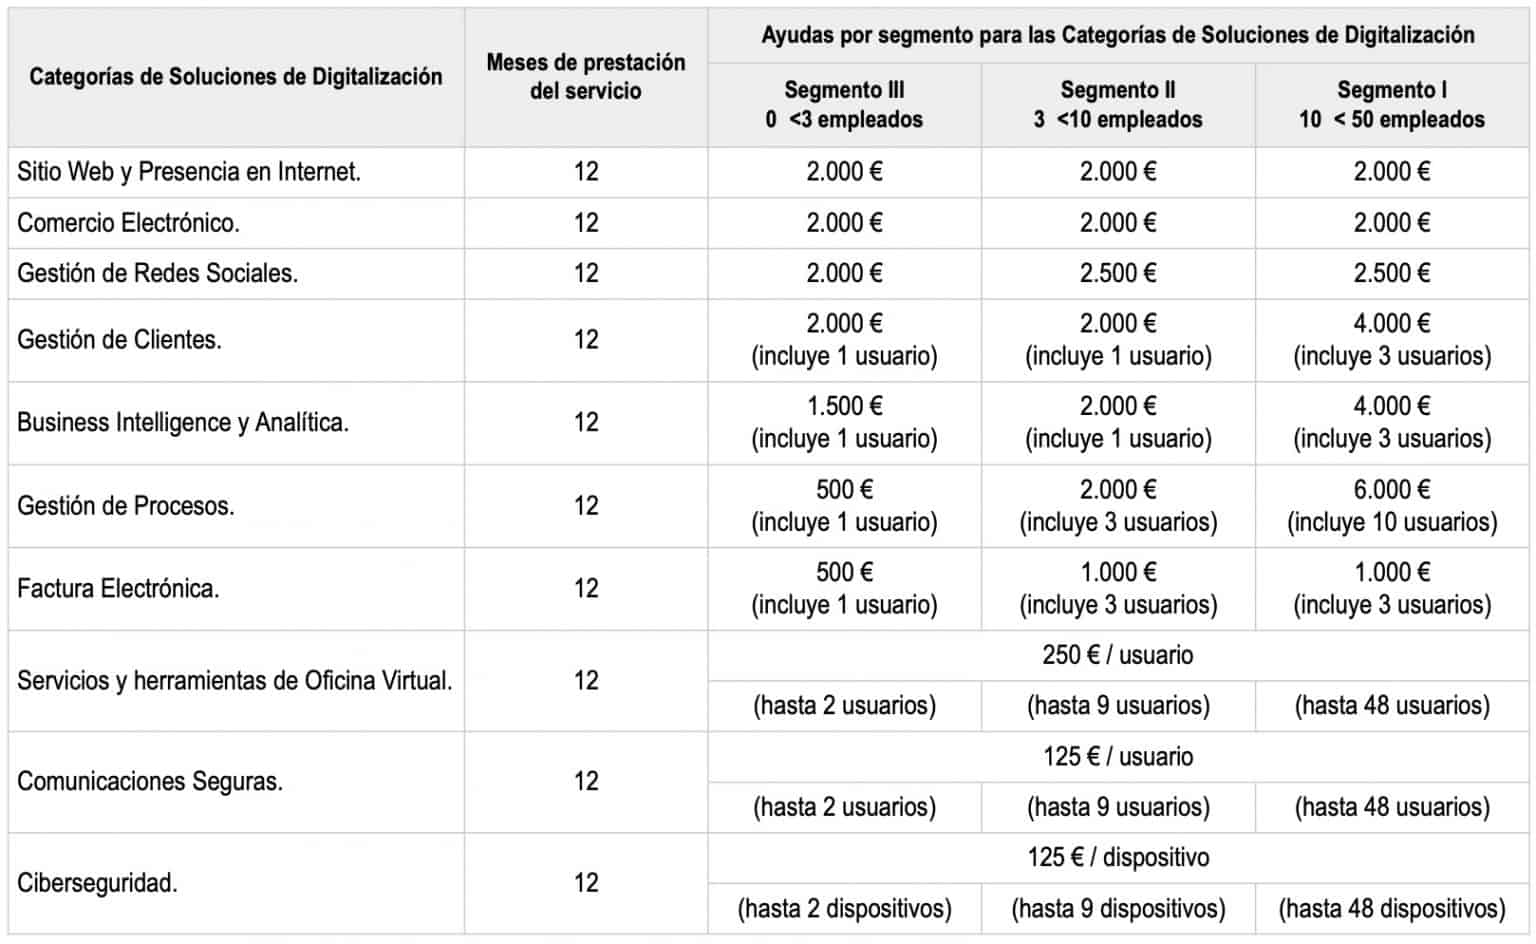 Categorías de Soluciones de Digitalización
Meses de prestación
del servicio
Ayudas por segmento para las Categorías de Soluciones de Digitalización
Segmento III
0 <3 empleados
Segmento II
3 <10 empleados
Segmento I
10 < 50 empleados
Sitio Web y Presencia en Internet.
12
2.000 €
2.000 €
2.000 €
Comercio Electrónico.
12
2.000 €
2.000 €
2.000 €
Gestión de Redes Sociales.
12
2.000 €
2.500 €
2.500 €
Gestión de Clientes.
12
2.000 €
(incluye 1 usuario)
2.000 €
(incluye 1 usuario)
4.000 €
(incluye 3 usuarios)
Business Intelligence y Analítica.
12
1.500 €
(incluye 1 usuario)
2.000 €
(incluye 1 usuario)
4.000 €
(incluye 3 usuarios)
Gestión de Procesos.
12
500 €
(incluye 1 usuario)
2.000 €
(incluye 3 usuarios)
6.000 €
(incluye 10 usuarios)
Factura Electrónica.
12
500 €
(incluye 1 usuario)
1.000 €
(incluye 3 usuarios)
1.000 €
(incluye 3 usuarios)
Servicios y herramientas de Oficina Virtual.
12
250 € / usuario
(hasta 2 usuarios)
(hasta 9 usuarios)
(hasta 48 usuarios)
Comunicaciones Seguras.
12
125 € / usuario
(hasta 2 usuarios)
(hasta 9 usuarios)
(hasta 48 usuarios)
Ciberseguridad.
12
125 € / dispositivo
(hasta 2 dispositivos)
(hasta 9 dispositivos)
(hasta 48 dispositivos)